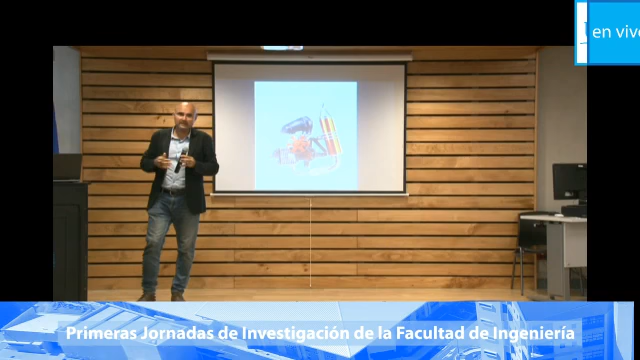 en vivo
Primeras Jornadas de Investigación de la Facultad de Ingeniería